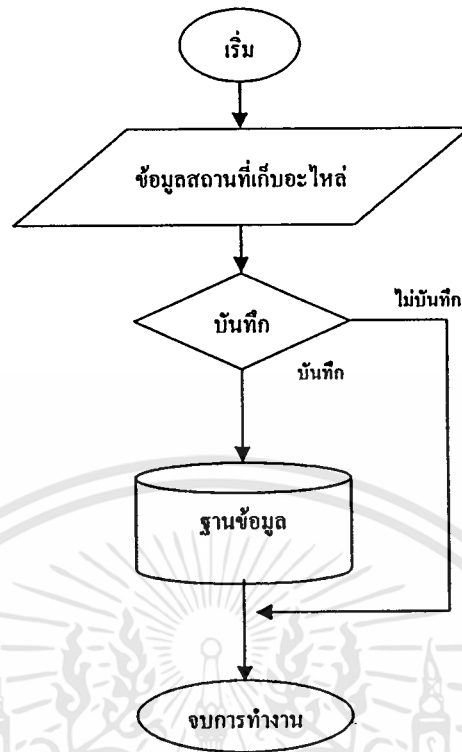 เริ่ม
ข้อมูลสถานที่เก็บอะไหล่
ไม่บันทึก
บันทึก
บันทึก
ฐานข้อมูล
จบการทำงาน